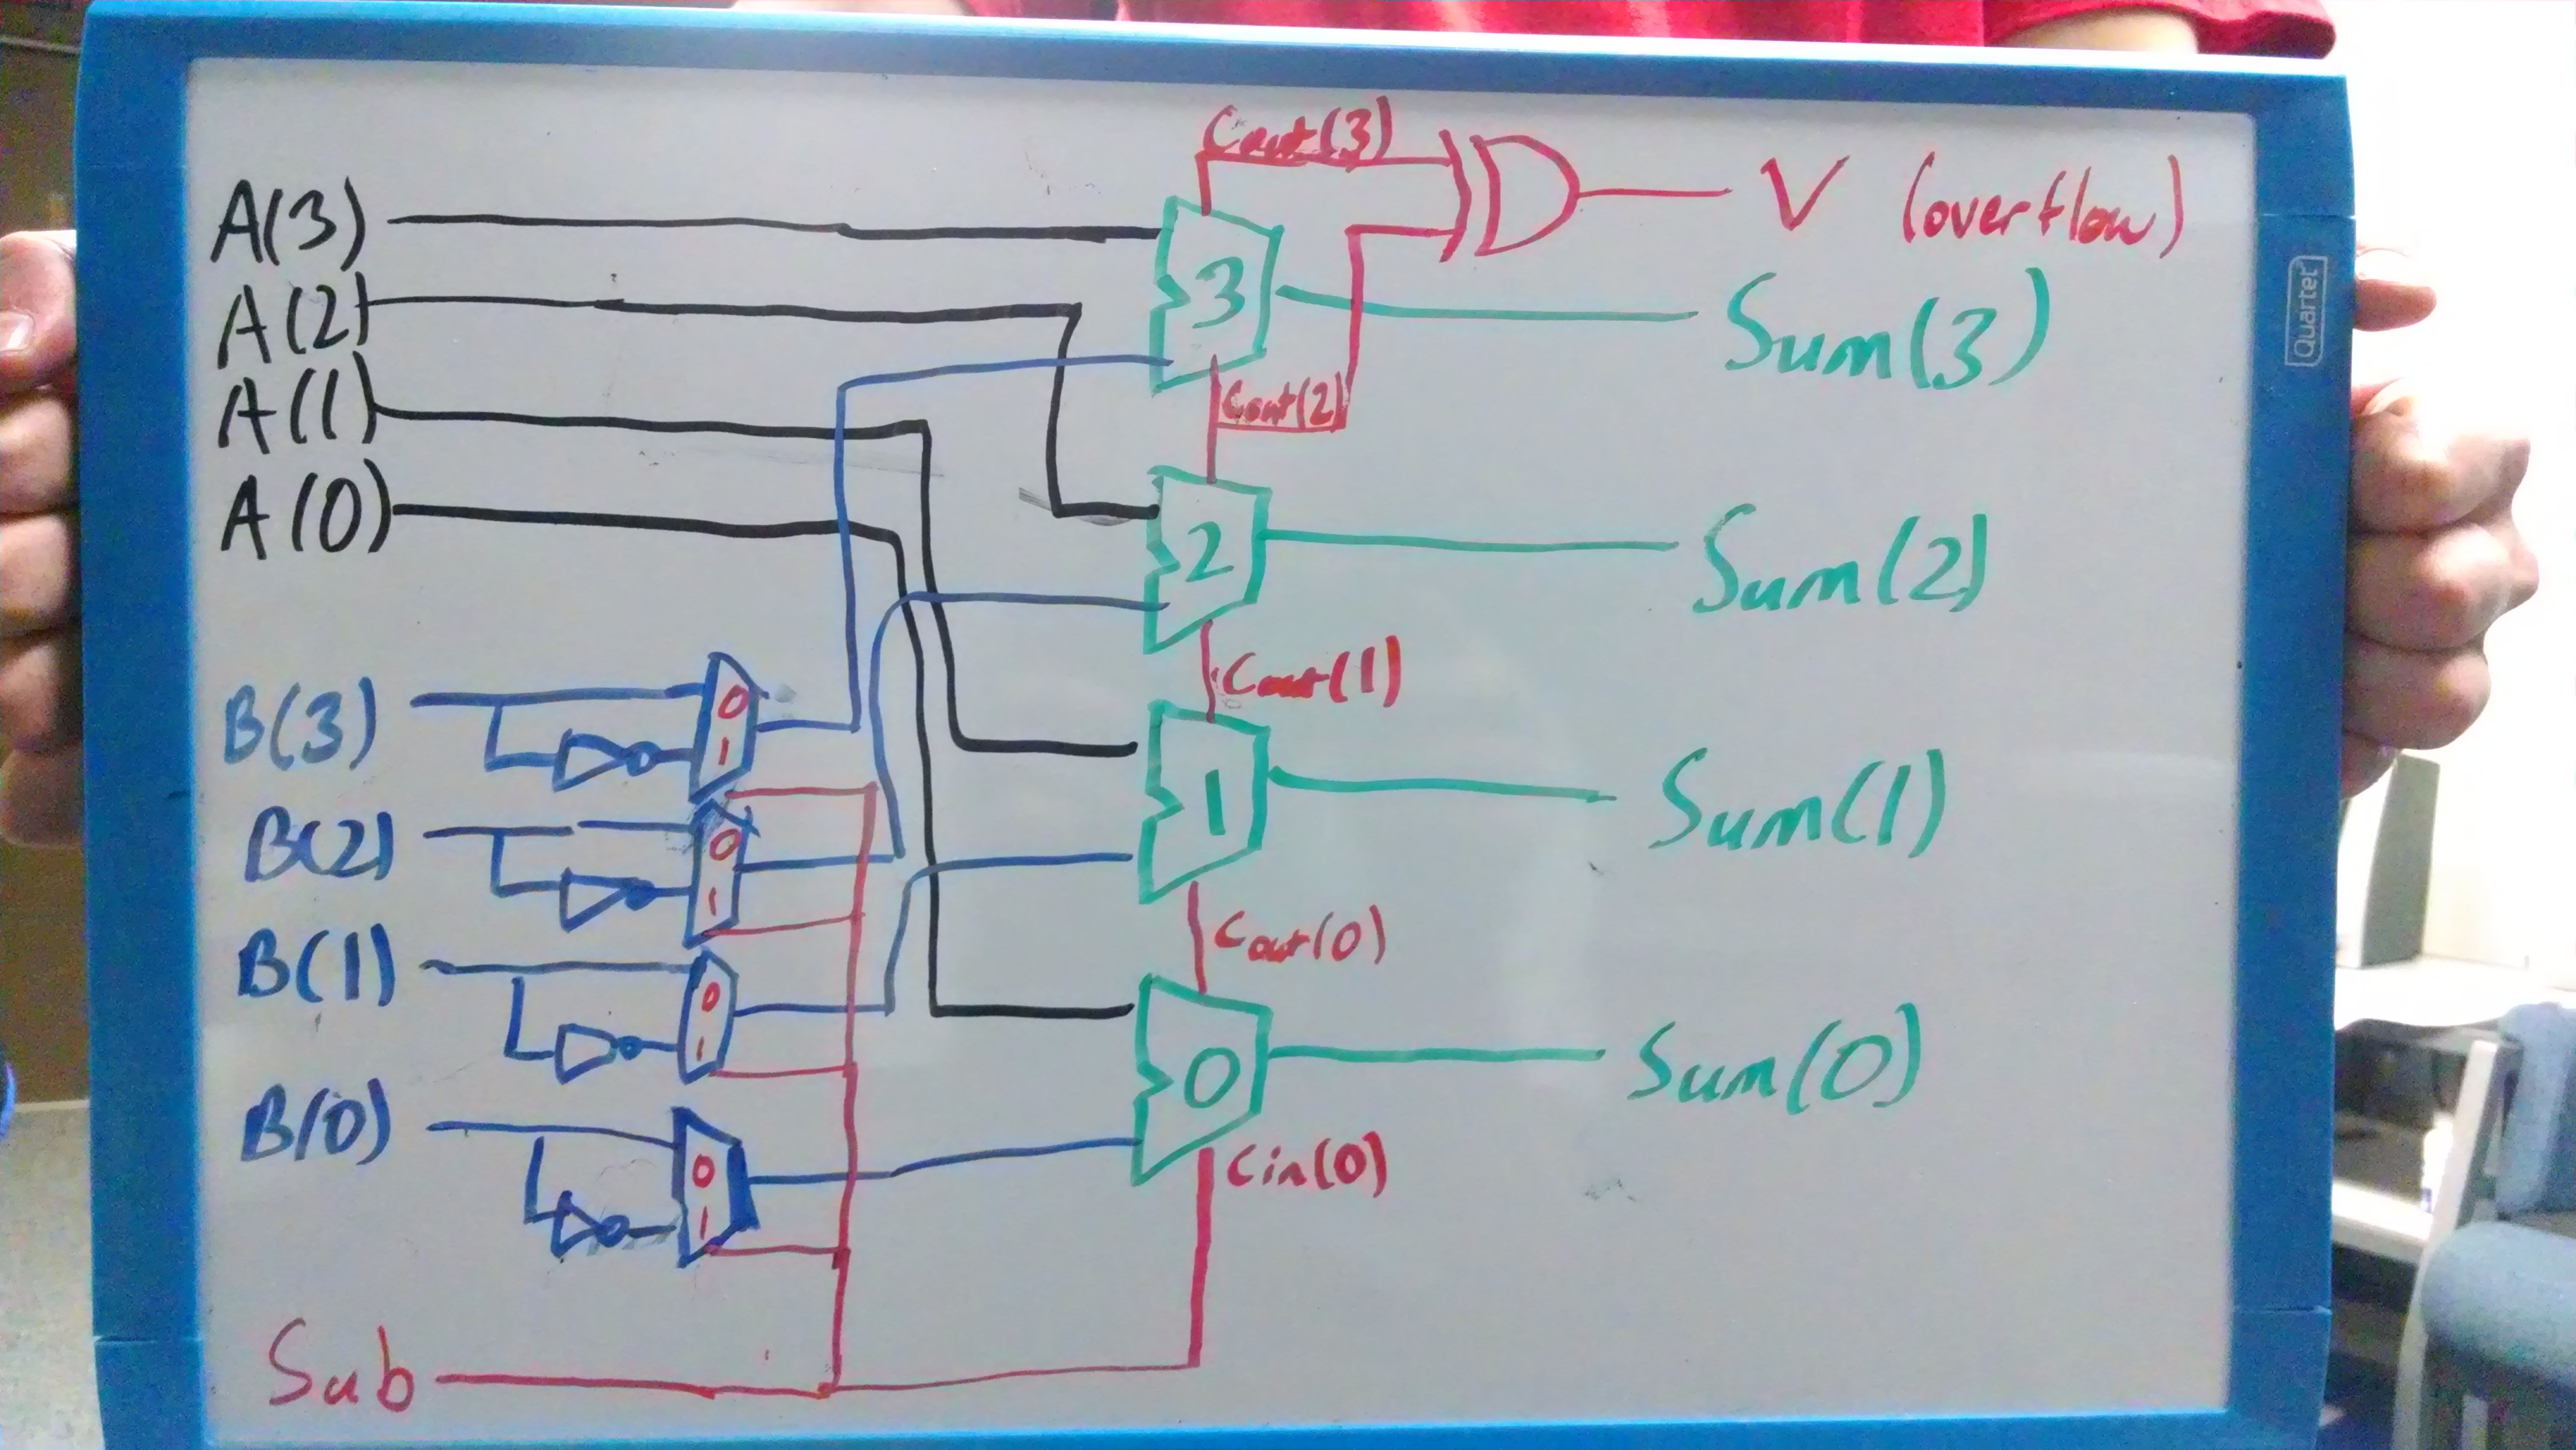 Cout(3)
A(3)
V (overflow)
3
Quartet
A(2)
Sum(3)
A(1)
Cout(2)
A(0)
2
Sum(2)
Cout(1)
B(3)
0
1
1
Sum(1)
B(2)
0
1
Cout(0)
B(1)
0
1
0
Sum(0)
B(0)
0
1
Cin(0)
Sub